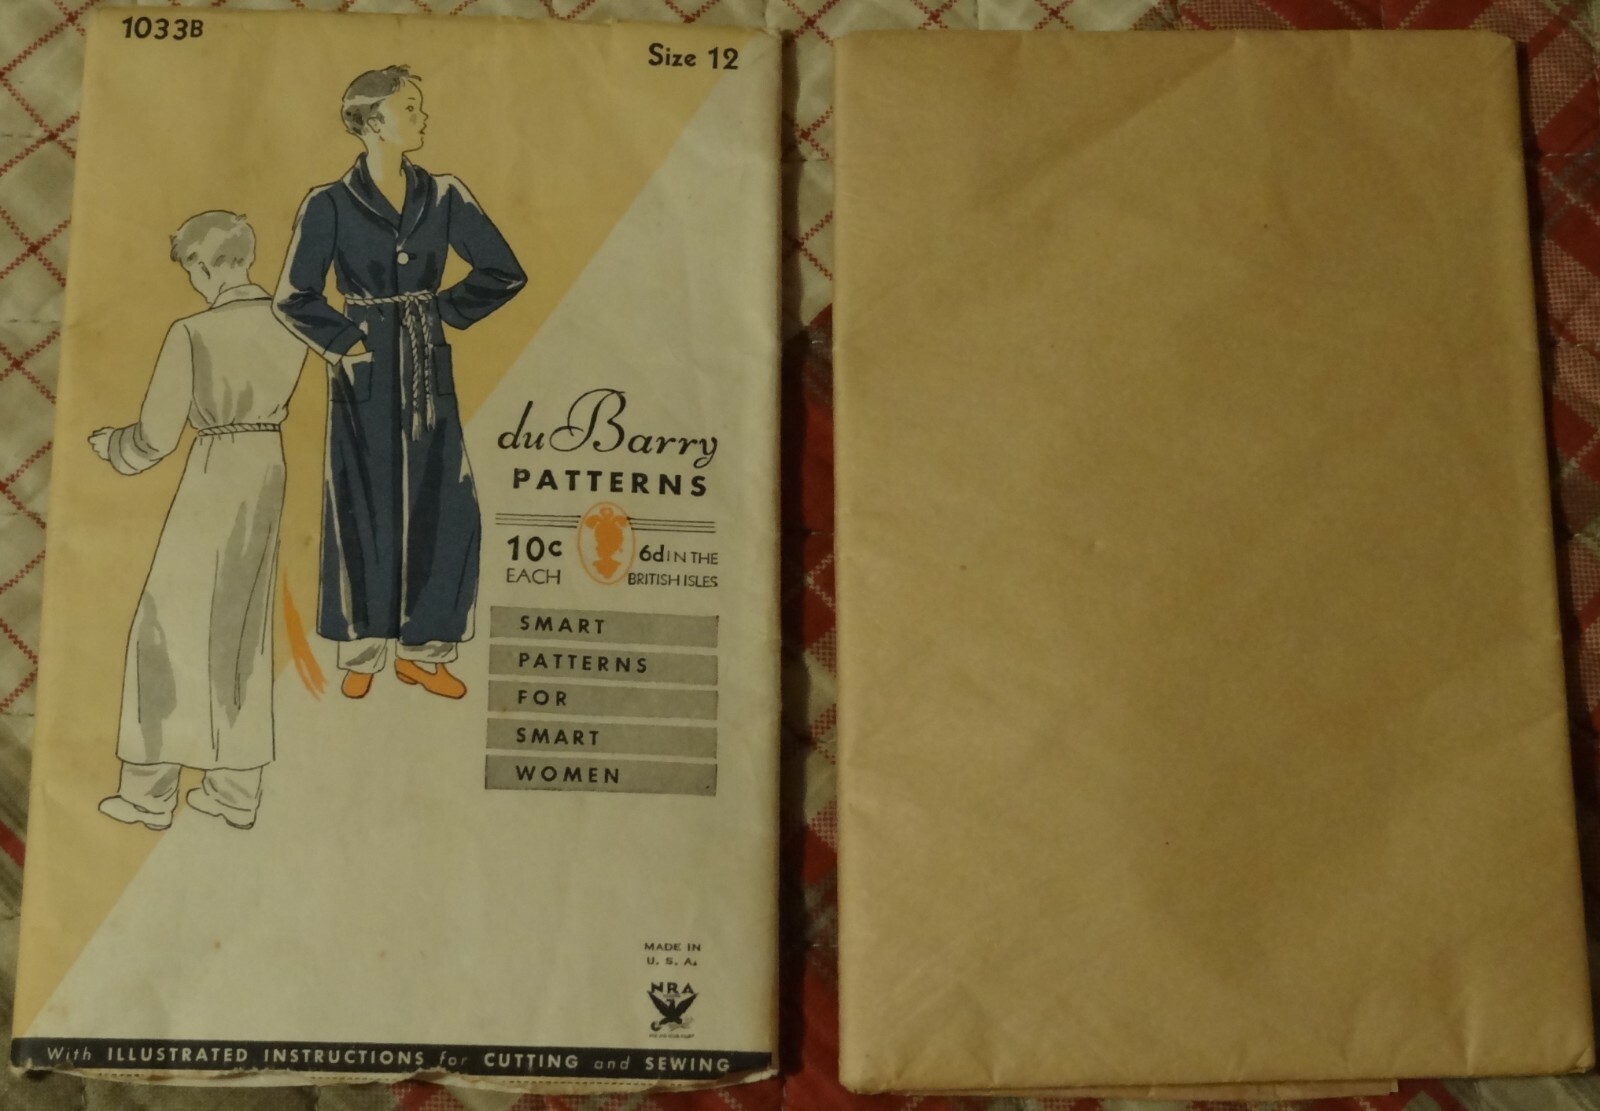 1033B
Size 12
du Barry
PATTERNS
10c
EACH
6d IN THE
BRITISH ISLES
SMART
PATTERNS
FOR
SMART
WOMEN
MADE IN
U. S. A.
NRA
With ILLUSTRATED INSTRUCTIONS for CUTTING and SEWING